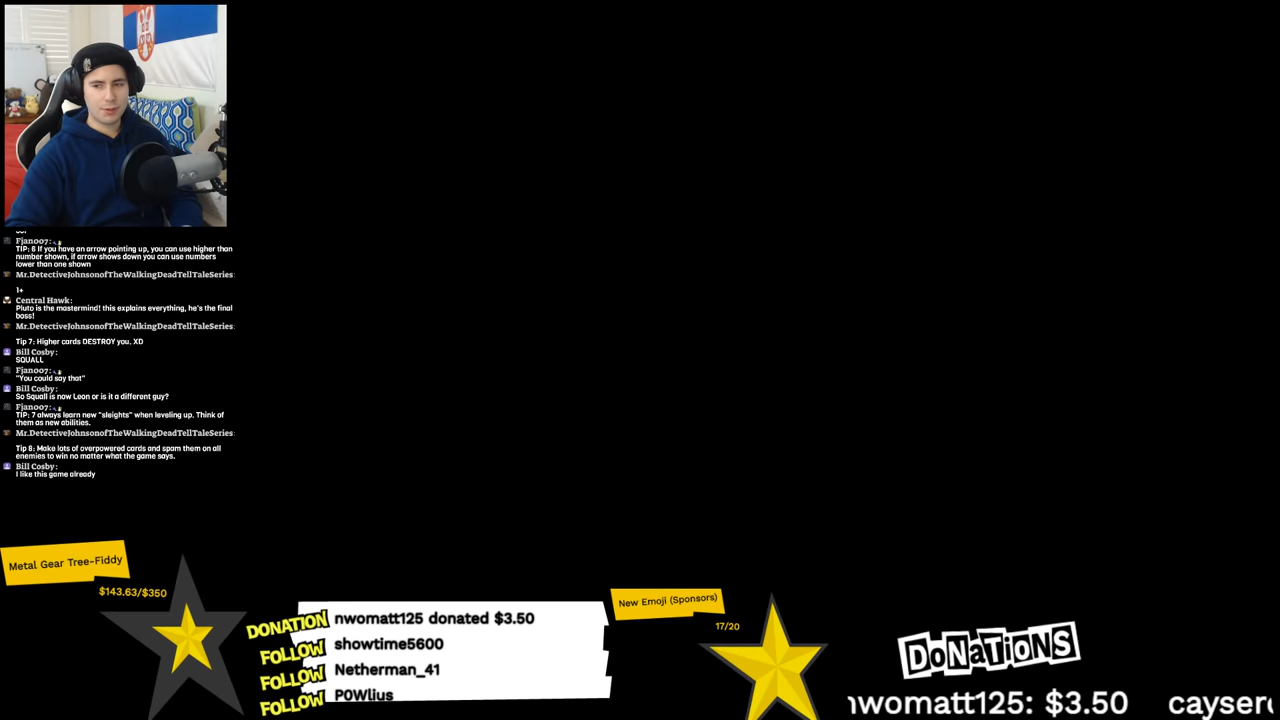 Fjan007:
TIP: 6 If you have an arrow pointing up, you can use higher than
number shown, if arrow shows down you can use numbers
lower than one shown
Mr.DetectiveJohnsonofTheWalkingDeadTellTaleSeries:
1+
Central Hawk:
Pluto is the mastermind! this explains everything, he's the final
boss!
Mr.DetectiveJohnsonofTheWalkingDeadTellTaleSeries:
Tip 7: Higher cards DESTROY you. XD
Bill Cosby:
SQUALL
Fjan007:
"You could say that"
Bill Cosby:
So Squall is now Leon or is it a different guy?
Fjan007:
TIP: 7 always learn new "sleights" when leveling up. Think of
them as new abilities.
Mr.DetectiveJohnsonofTheWalkingDeadTellTaleSeries:
Tip 8: Make lots of overpowered cards and spam them on all
enemies to win no matter what the game says.
Bill Cosby:
I like this game already
Metal Gear Tree-Fiddy
$143.63/$350
DONATION nwomatt125 donated $3.50
FOLLOW showtime5600
FOLLOW Netherman_41
FOLLOW P0Wlius
New Emoji (Sponsors)
17/20
DoNaTioNS
nwomatt125: $3.50